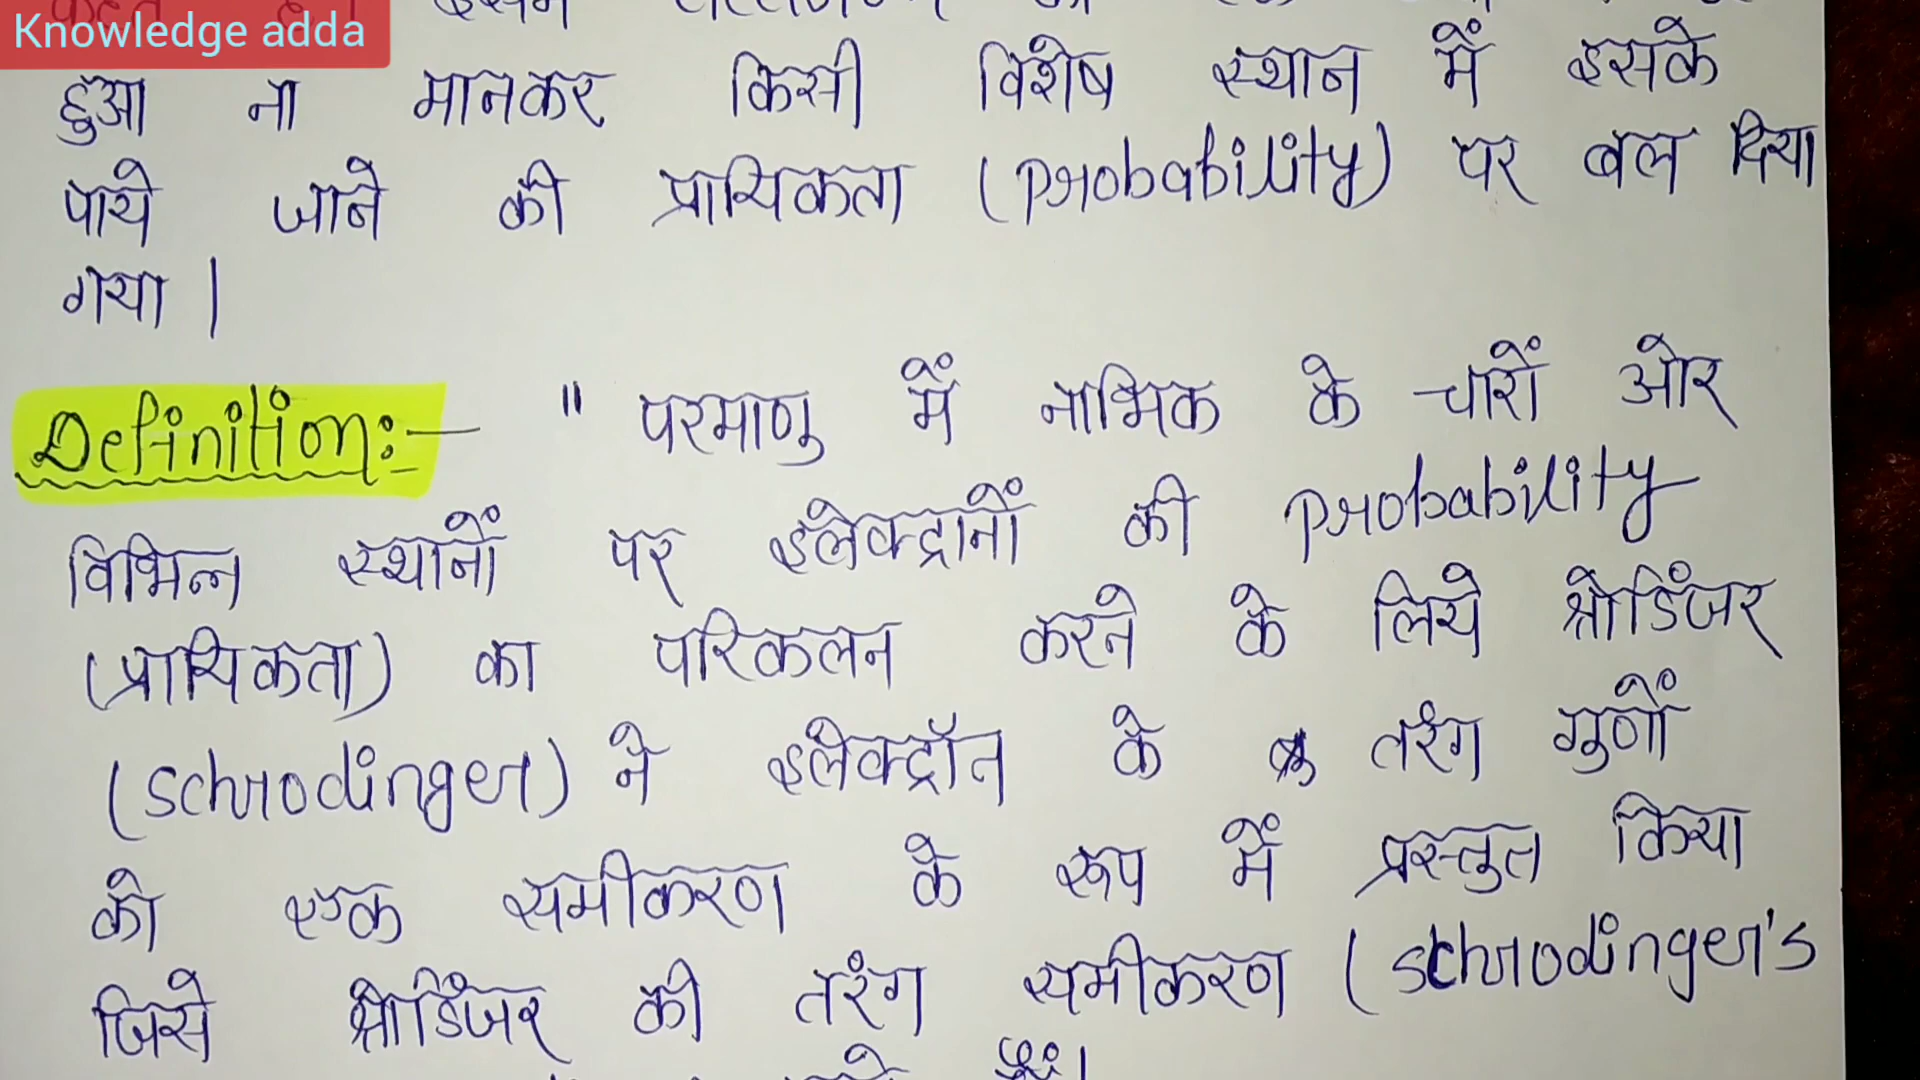 Knowledge adda
हुआ ना मानकर किसी विशेष स्थान में इसके
पाये जाने की प्रायिकता (Probability) पर बल दिया
गया |
Definition:- " परमाणु में नाभिक के चारों ओर
विभिन्न स्थानों पर इलेक्ट्रानों की Probability
(प्रायिकता) का परिकलन करने के लिये श्रोडिंजर
(Schrodinger) ने इलेक्ट्रॉन के तरंग गुणों
को एक समीकरण के रूप में प्रस्तुत किया
जिसे श्रोडिंजर की तरंग समीकरण (Schrodinger's